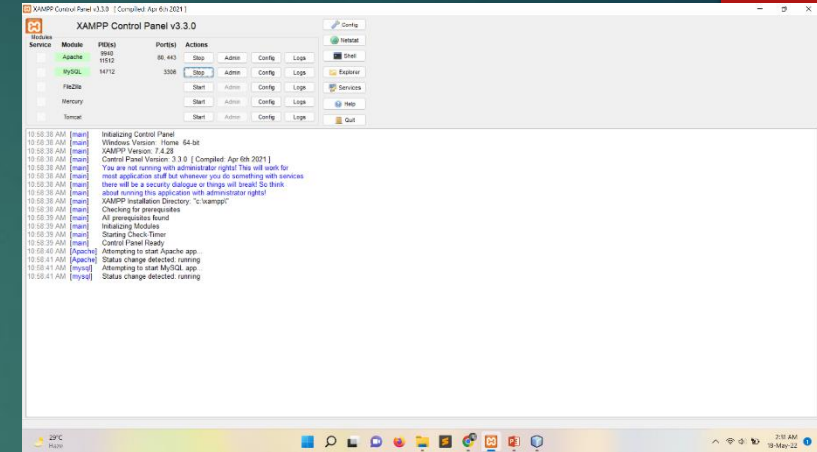 XAMPP Control Panel v3.3.0 [ Compiled: Apr 6th 2021 ]
XAMPP Control Panel v3.3.0
Config
Netstat
Shell
Explorer
Services
Help
Quit
Modules
Service Module PID(s) Port(s) Actions
Apache 9940 11512 80, 443 Stop Admin Config Logs
MySQL 14712 3306 Stop Admin Config Logs
FileZilla Start Admin Config Logs
Mercury Start Admin Config Logs
Tomcat Start Admin Config Logs
10:58:38 AM [main] Initializing Control Panel
10:58:38 AM [main] Windows Version: Home 64-bit
10:58:38 AM [main] XAMPP Version: 7.4.28
10:58:38 AM [main] Control Panel Version: 3.3.0 [ Compiled: Apr 6th 2021 ]
10:58:38 AM [main] You are not running with administrator rights! This will work for
10:58:38 AM [main] most application stuff but whenever you do something with services
10:58:38 AM [main] there will be a security dialogue or things will break! So think
10:58:38 AM [main] about running this application with administrator rights!
10:58:38 AM [main] XAMPP Installation Directory: "c:\xampp\"
10:58:38 AM [main] Checking for prerequisites
10:58:39 AM [main] All prerequisites found
10:58:39 AM [main] Initializing Modules
10:58:39 AM [main] Starting Check-Timer
10:58:39 AM [main] Control Panel Ready
10:58:40 AM [Apache] Attempting to start Apache app...
10:58:41 AM [Apache] Status change detected: running
10:58:41 AM [mysql] Attempting to start MySQL app...
10:58:41 AM [mysql] Status change detected: running
29°C
Haze
2:31 AM
18-May-22